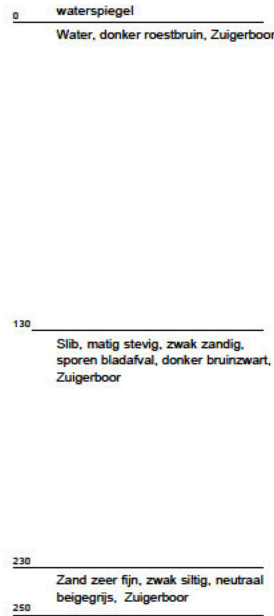 0 waterspiegel
Water, donker roestbruin, Zuigerboor
130
Slib, matig stevig, zwak zandig,
sporen bladafval, donker bruinzwart,
Zuigerboor
230
Zand zeer fijn, zwak siltig, neutraal
beigegrijs, Zuigerboor
250